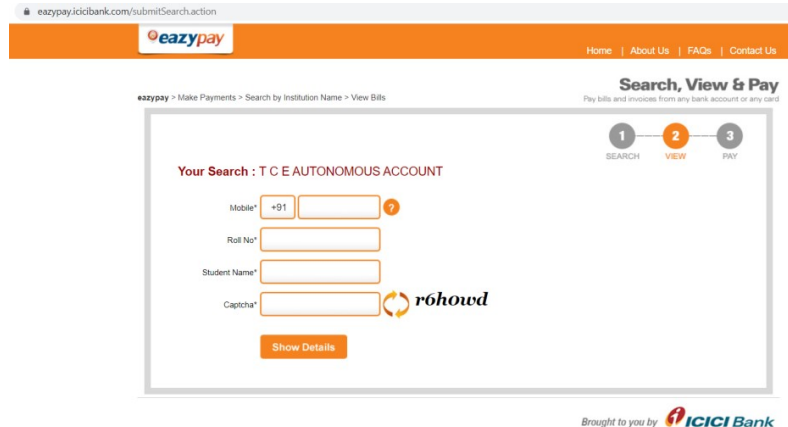 eazypay.icicibank.com/submitSearch.action
eazypay
Home | About Us | FAQs | Contact Us
Search, View & Pay
eazypay > Make Payments > Search by Institution Name > View Bills
Pay bills and invoices from any bank account or any card
1 2 3
SEARCH VIEW PAY
Your Search : T C E AUTONOMOUS ACCOUNT
Mobile* +91 ?
Roll No*
Student Name*
Captcha* r6howd
Show Details
Brought to you by ICICI Bank